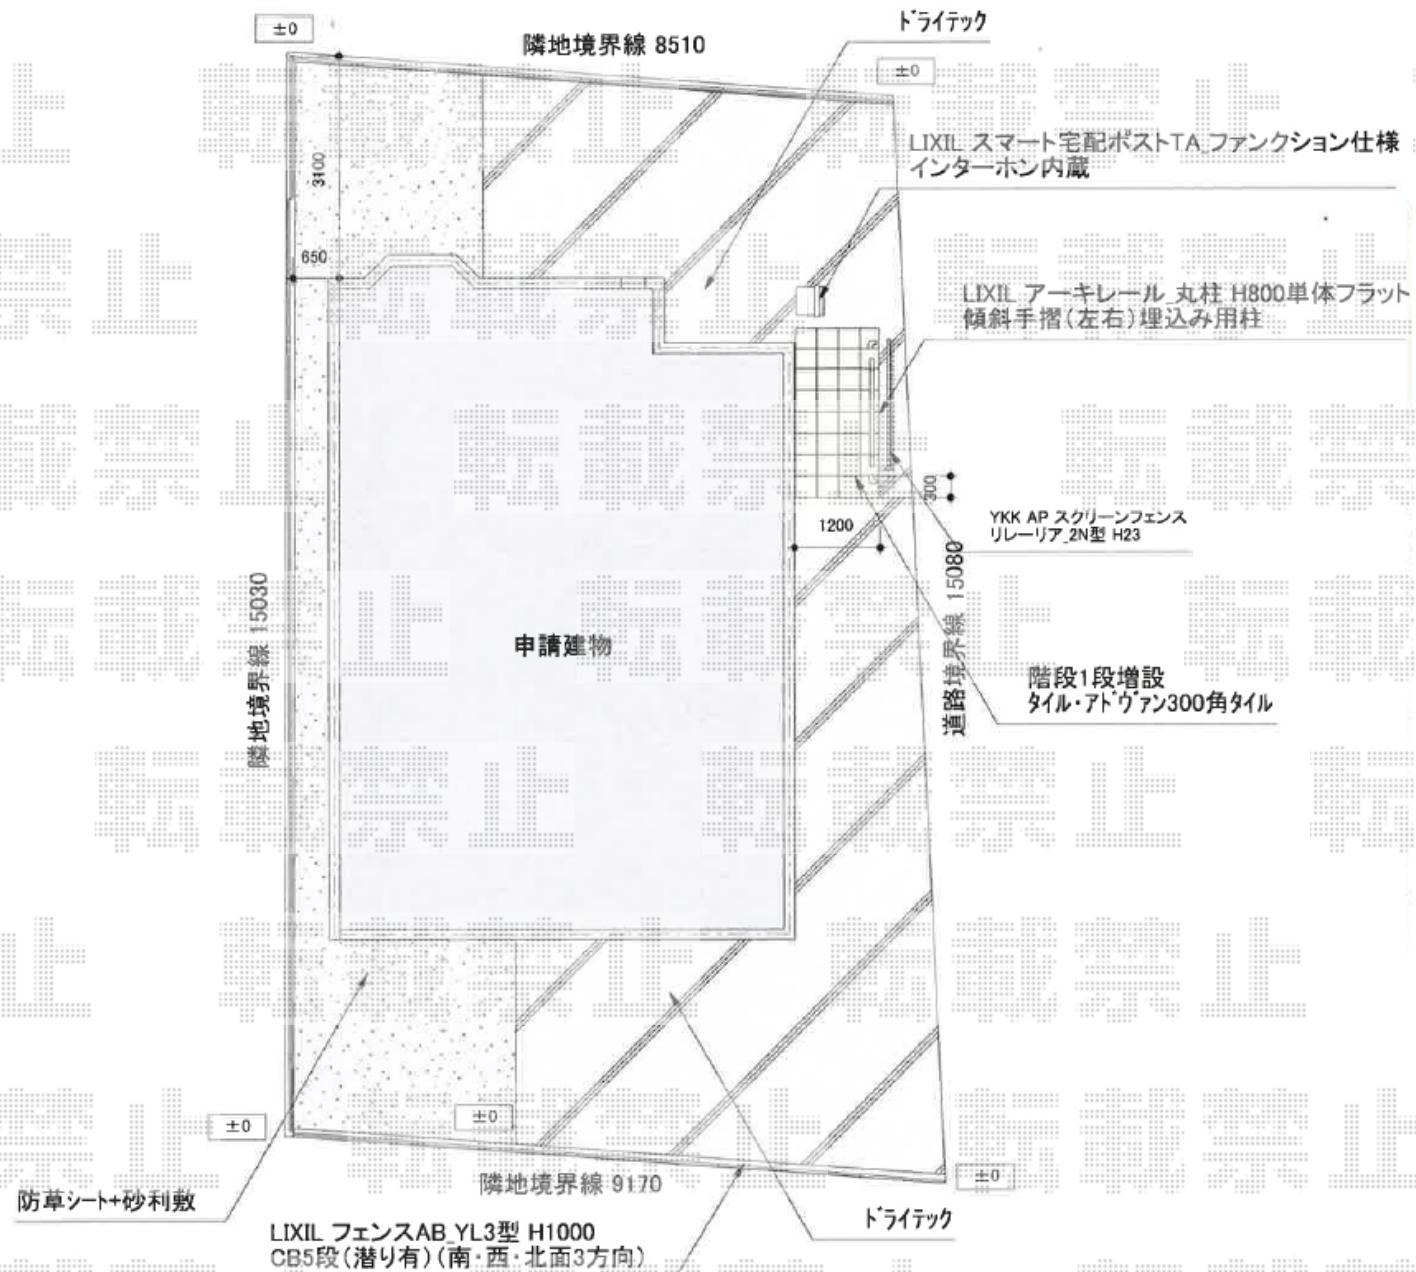 ±0
ドライテック
隣地境界線 8510
±0
LIXIL スマート宅配ポストTA_ファンクション仕様
インターホン内蔵
3100
650
LIXIL アーキレール_丸柱 H800単体フラット
傾斜手摺(左右)埋込み用柱
300
1200
YKK AP スクリーンフェンス
リレーリア_2N型 H23
隣地境界線 15030
道路境界線 15080
申請建物
階段1段増設
タイル・アドヴァン300角タイル
±0
±0
±0
隣地境界線 9170
防草シート+砂利敷
ドライテック
LIXIL フェンスAB_YL3型 H1000
CB5段(潜り有)(南・西・北面3方向)
転載禁止